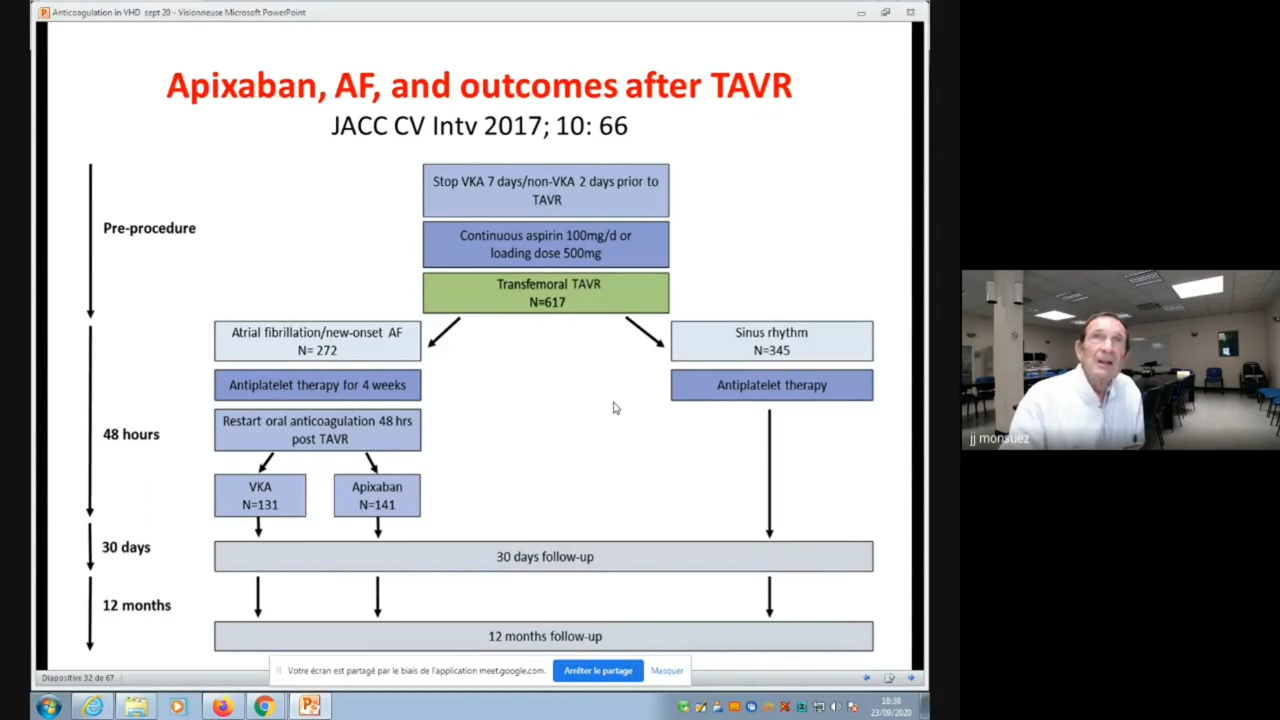 Anticoagulation in VHD sept 20 - Visionneuse Microsoft PowerPoint
Apixaban, AF, and outcomes after TAVR
JACC CV Intv 2017; 10: 66
Stop VKA 7 days/non-VKA 2 days prior to
TAVR
Pre-procedure
Continuous aspirin 100mg/d or
loading dose 500mg
Transfemoral TAVR
N=617
Atrial fibrillation/new-onset AF
N= 272
Sinus rhythm
N=345
Antiplatelet therapy for 4 weeks
Antiplatelet therapy
Restart oral anticoagulation 48 hrs
post TAVR
48 hours
VKA
N=131
Apixaban
N=141
30 days
30 days follow-up
12 months
12 months follow-up
Votre écran est partagé par le biais de l'application meet.google.com.
Arrêter le partage
Masquer
Diapositive 32 de 67
18:38
23/09/2020
jj monsuez